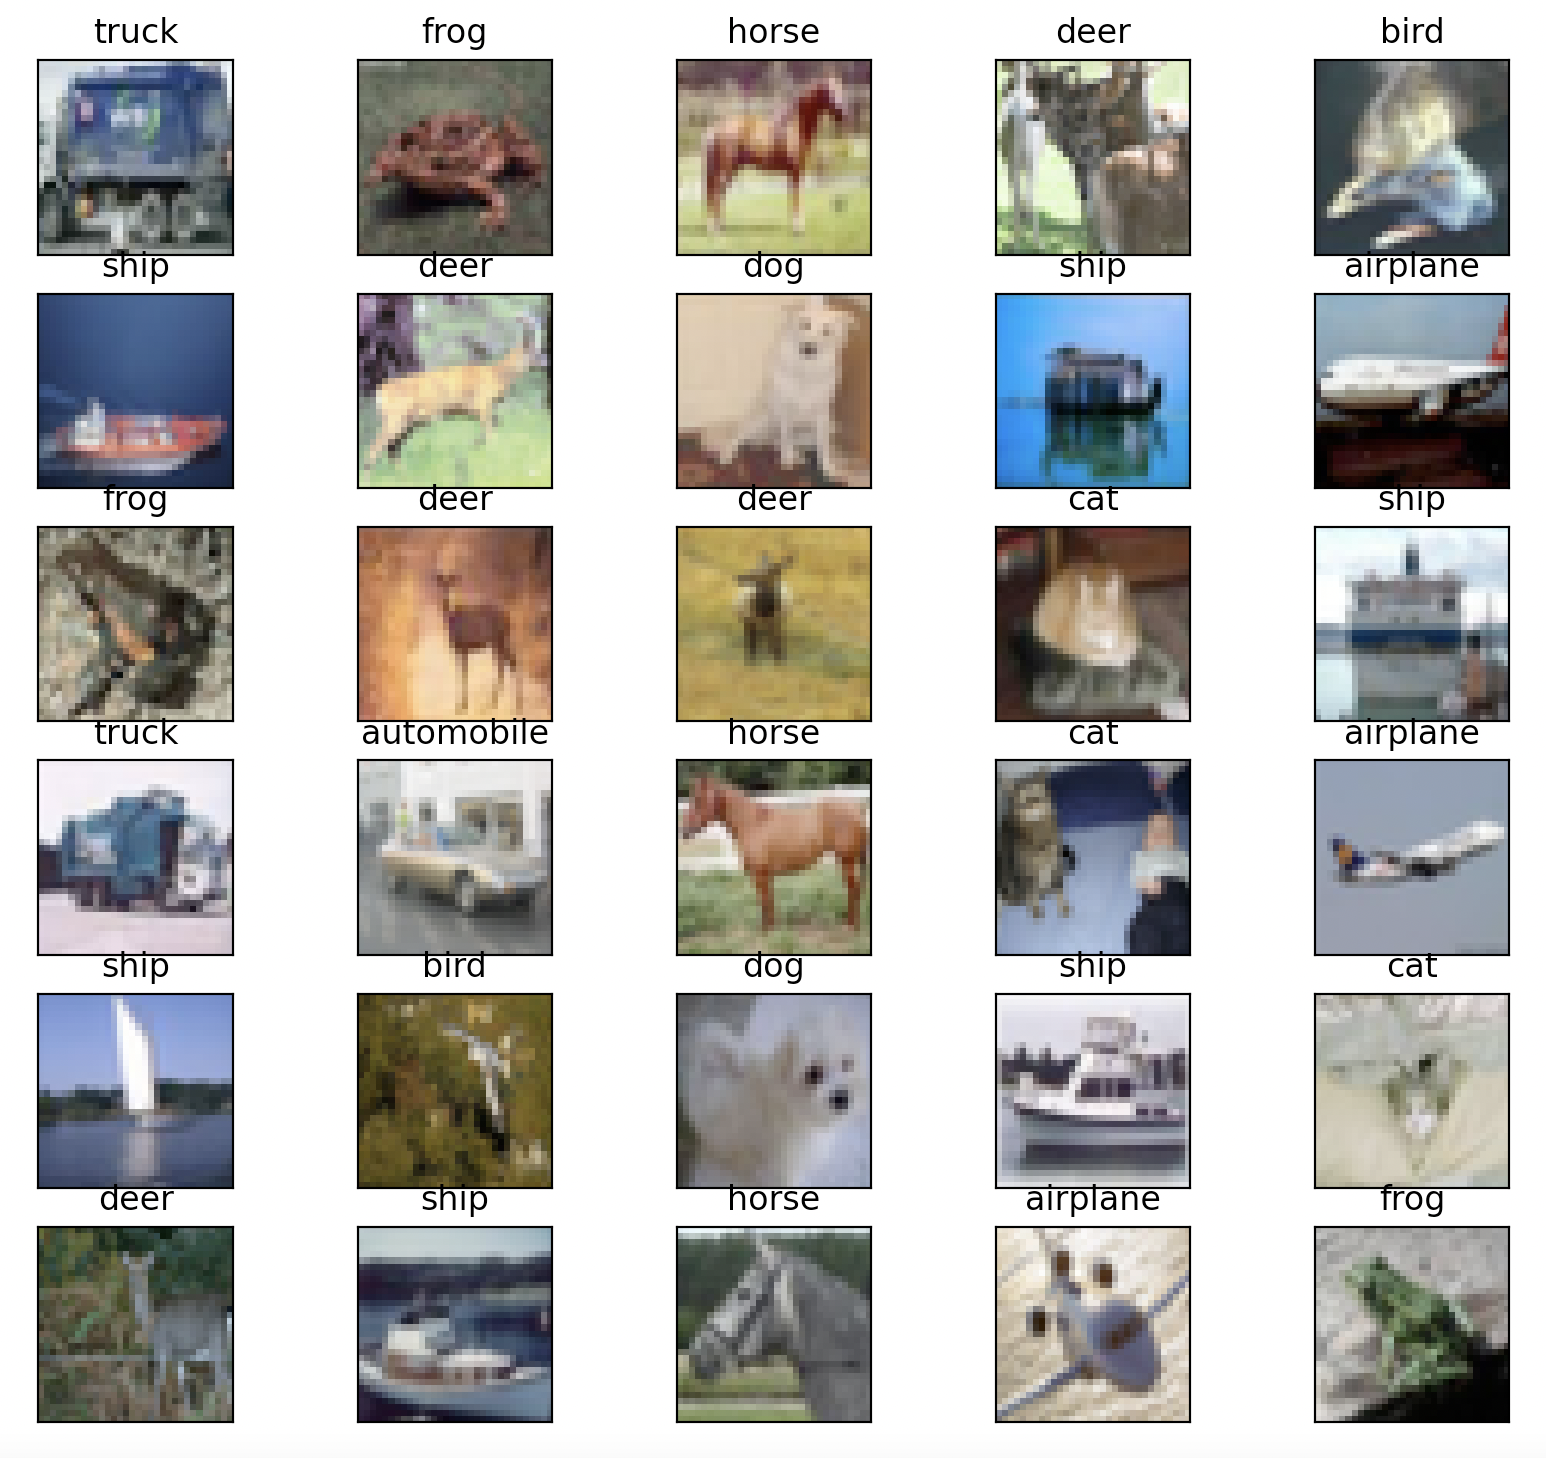 truck frog horse deer bird
ship deer dog ship airplane
frog deer deer cat ship
truck automobile horse cat airplane
ship bird dog ship cat
deer ship horse airplane frog